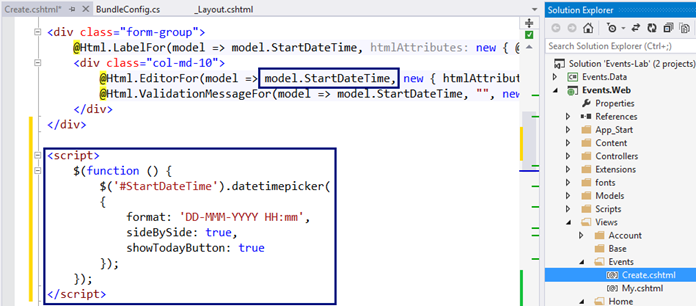 Create.cshtml*
BundleConfig.cs
_Layout.cshtml
<div class="form-group">
@Html.LabelFor(model => model.StartDateTime, htmlAttributes: new { @
<div class="col-md-10">
@Html.EditorFor(model => model.StartDateTime, new { htmlAttribut
@Html.ValidationMessageFor(model => model.StartDateTime, "", new
</div>
</div>
<script>
$(function () {
$('#StartDateTime').datetimepicker(
{
format: 'DD-MMM-YYYY HH:mm',
sideBySide: true,
showTodayButton: true
});
});
</script>
Solution Explorer
Search Solution Explorer (Ctrl+;)
Solution 'Events-Lab' (2 projects)
Events.Data
Events.Web
Properties
References
App_Start
Content
Controllers
Extensions
fonts
Models
Scripts
Views
Account
Base
Events
Create.cshtml
My.cshtml
Home